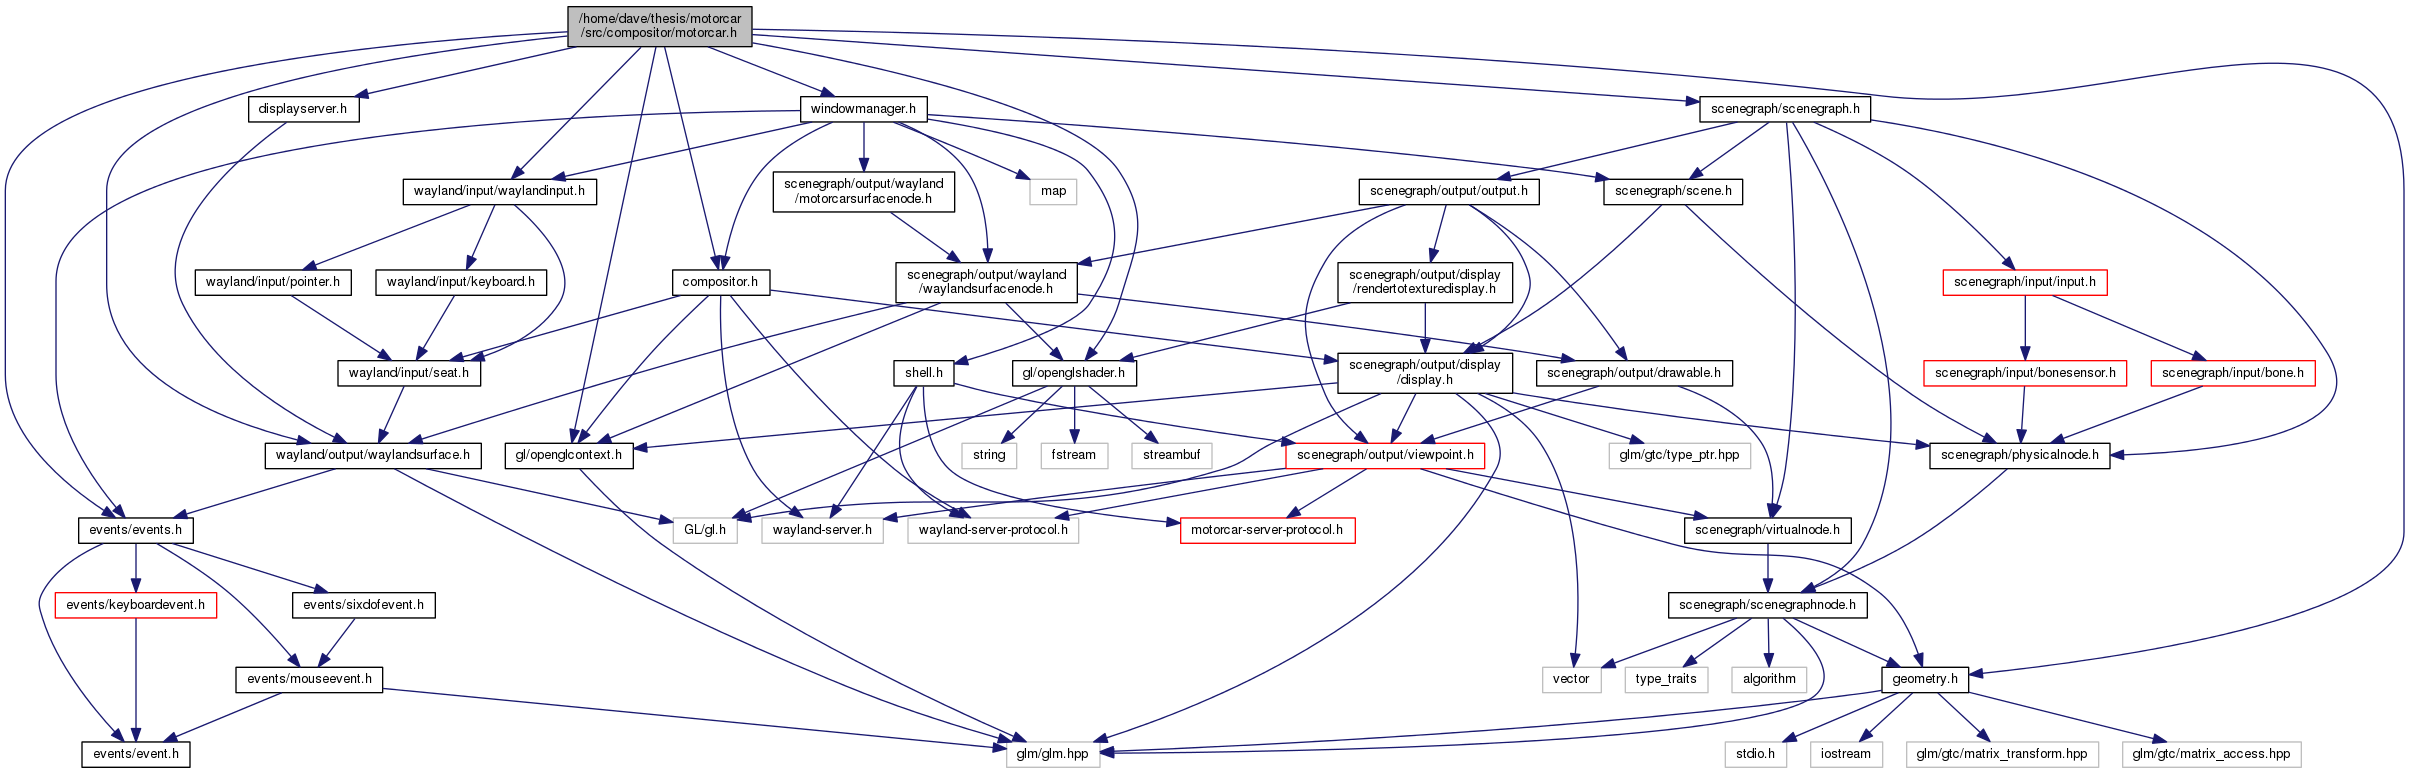 /home/dave/thesis/motorcar
/src/compositor/motorcar.h
displayserver.h
windowmanager.h
scenegraph/scenegraph.h
wayland/input/waylandinput.h
scenegraph/output/wayland
/motorcarsurfacenode.h
map
scenegraph/output/output.h
scenegraph/scene.h
wayland/input/pointer.h
wayland/input/keyboard.h
compositor.h
scenegraph/output/wayland
/waylandsurfacenode.h
scenegraph/output/display
/rendertotexturedisplay.h
scenegraph/input/input.h
wayland/input/seat.h
shell.h
gl/openglshader.h
scenegraph/output/display
/display.h
scenegraph/output/drawable.h
scenegraph/input/bonesensor.h
scenegraph/input/bone.h
wayland/output/waylandsurface.h
gl/openglcontext.h
string
fstream
streambuf
scenegraph/output/viewpoint.h
glm/gtc/type_ptr.hpp
scenegraph/physicalnode.h
events/events.h
GL/gl.h
wayland-server.h
wayland-server-protocol.h
motorcar-server-protocol.h
scenegraph/virtualnode.h
events/keyboardevent.h
events/sixdofevent.h
scenegraph/scenegraphnode.h
events/mouseevent.h
vector
type_traits
algorithm
geometry.h
events/event.h
glm/glm.hpp
stdio.h
iostream
glm/gtc/matrix_transform.hpp
glm/gtc/matrix_access.hpp